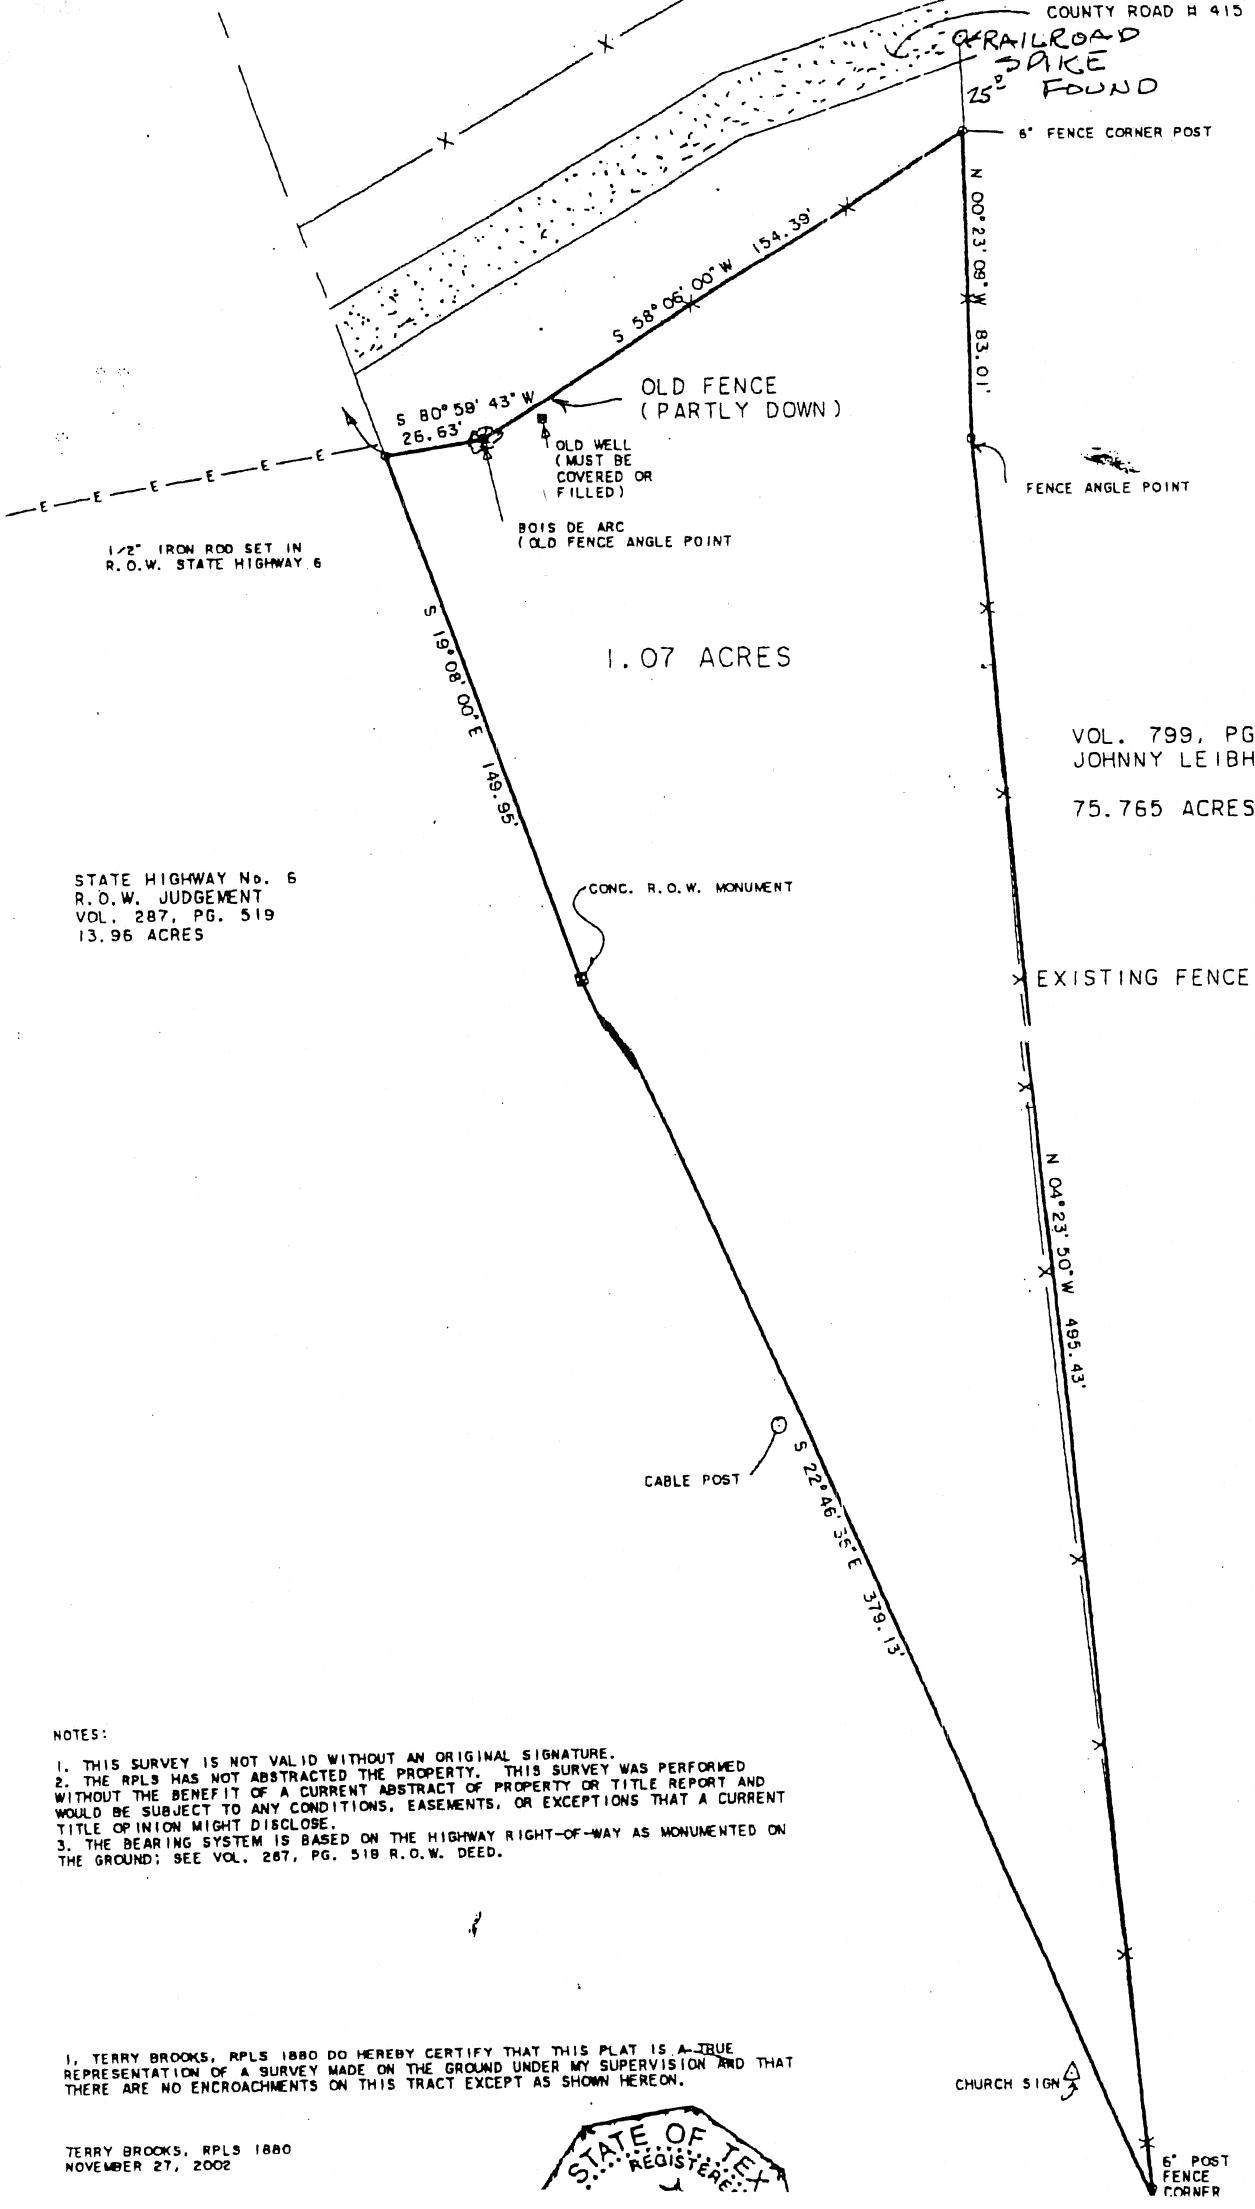 COUNTY ROAD # 415
RAILROAD
SPIKE
FOUND
25
6" FENCE CORNER POST
N 00°23'09"W 83.01'
S 58°06'00"W 154.39'
S 80°59'43"W
26.63'
OLD FENCE
(PARTLY DOWN)
OLD WELL
(MUST BE
COVERED OR
FILLED)
BOIS DE ARC
(OLD FENCE ANGLE POINT
FENCE ANGLE POINT
E E E E E E
1/2" IRON ROD SET IN
R.O.W. STATE HIGHWAY 6
S 19°08'00"E 149.95'
1.07 ACRES
VOL. 799, PG
JOHNNY LEIBH
75.765 ACRES
STATE HIGHWAY No. 6
R.O.W. JUDGEMENT
VOL. 287, PG. 519
13.96 ACRES
CONC. R.O.W. MONUMENT
EXISTING FENCE
N 04°23'50"W 495.43'
CABLE POST
S 22°46'35"E 379.13'
NOTES:
1. THIS SURVEY IS NOT VALID WITHOUT AN ORIGINAL SIGNATURE.
2. THE RPLS HAS NOT ABSTRACTED THE PROPERTY. THIS SURVEY WAS PERFORMED
WITHOUT THE BENEFIT OF A CURRENT ABSTRACT OF PROPERTY OR TITLE REPORT AND
WOULD BE SUBJECT TO ANY CONDITIONS, EASEMENTS, OR EXCEPTIONS THAT A CURRENT
TITLE OPINION MIGHT DISCLOSE.
3. THE BEARING SYSTEM IS BASED ON THE HIGHWAY RIGHT-OF-WAY AS MONUMENTED ON
THE GROUND; SEE VOL. 287, PG. 519 R.O.W. DEED.
I, TERRY BROOKS, RPLS 1880 DO HEREBY CERTIFY THAT THIS PLAT IS A TRUE
REPRESENTATION OF A SURVEY MADE ON THE GROUND UNDER MY SUPERVISION AND THAT
THERE ARE NO ENCROACHMENTS ON THIS TRACT EXCEPT AS SHOWN HEREON.
CHURCH SIGN
TERRY BROOKS, RPLS 1880
NOVEMBER 27, 2002
STATE OF TEX
REGISTERE
6" POST
FENCE
CORNER